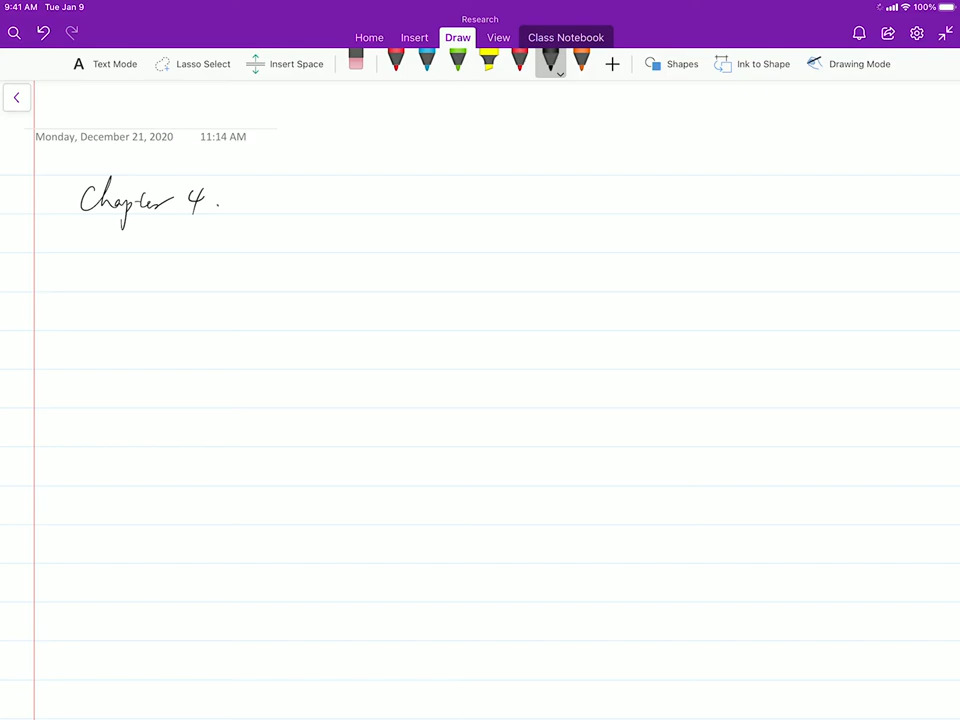 9:41 AM Tue Jan 9 100%
Research
Home Insert Draw View Class Notebook
A Text Mode Lasso Select Insert Space Shapes Ink to Shape Drawing Mode
Monday, December 21, 2020 11:14 AM
Chapter 4.